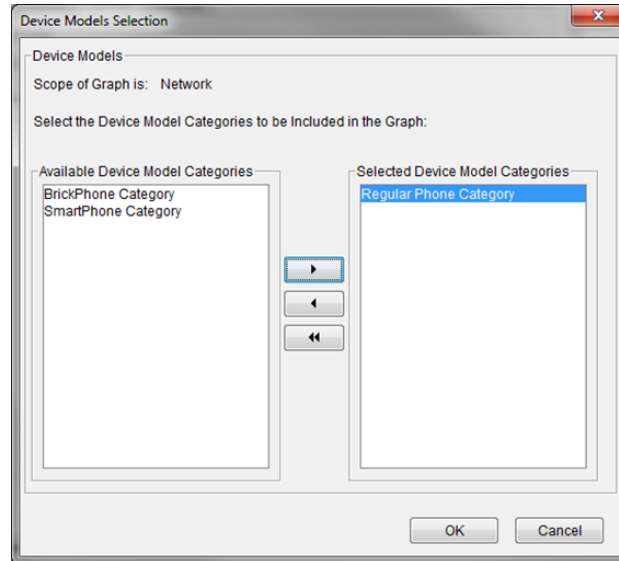 Device Models Selection
Device Models
Scope of Graph is: Network
Select the Device Model Categories to be Included in the Graph:
Available Device Model Categories
BrickPhone Category
SmartPhone Category
Selected Device Model Categories
Regular Phone Category
OK
Cancel